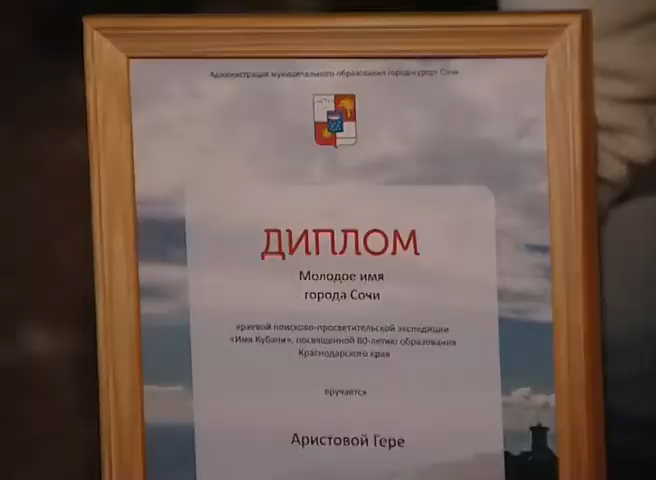 Администрация муниципального образования город-курорт Сочи
ДИПЛОМ
Молодое имя
города Сочи
краевой поисково-просветительской экспедиции
«Имя Кубани», посвященной 80-летию образования
Краснодарского края
вручается
Аристовой Гере